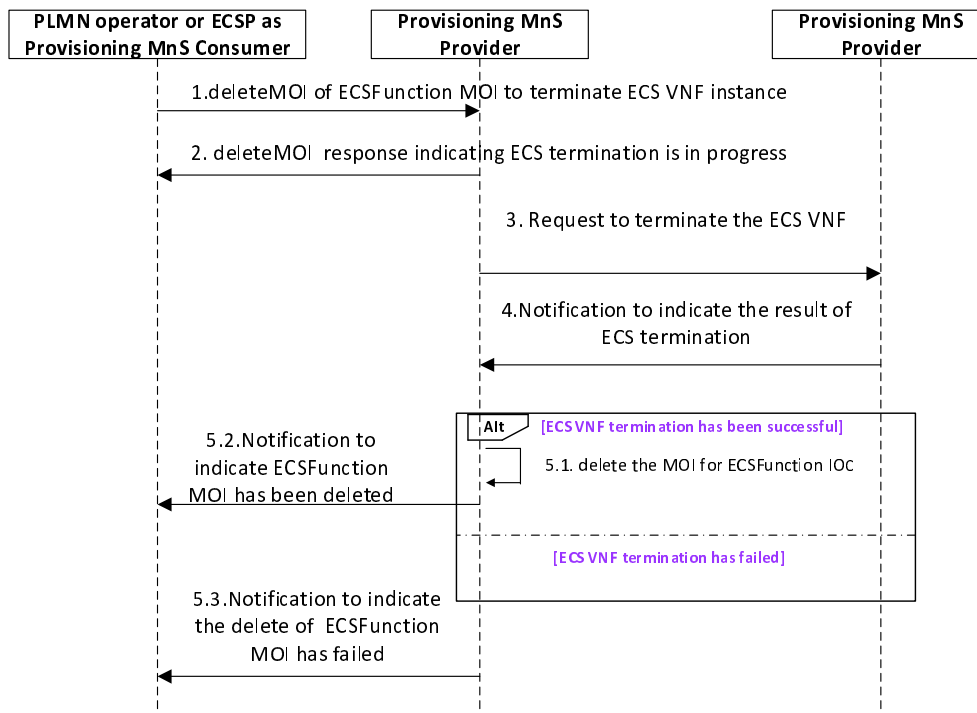 PLMN operator or ECSP as
Provisioning MnS Consumer
Provisioning MnS
Provider
Provisioning MnS
Provider
1.deleteMOI of ECSFunction MOI to terminate ECS VNF instance
2. deleteMOI response indicating ECS termination is in progress
3. Request to terminate the ECS VNF
4.Notification to indicate the result of
ECS termination
Alt
[ECS VNF termination has been successful]
5.1. delete the MOI for ECSFunction IOC
5.2.Notification to
indicate ECSFunction
MOI has been deleted
[ECS VNF termination has failed]
5.3.Notification to indicate
the delete of ECSFunction
MOI has failed